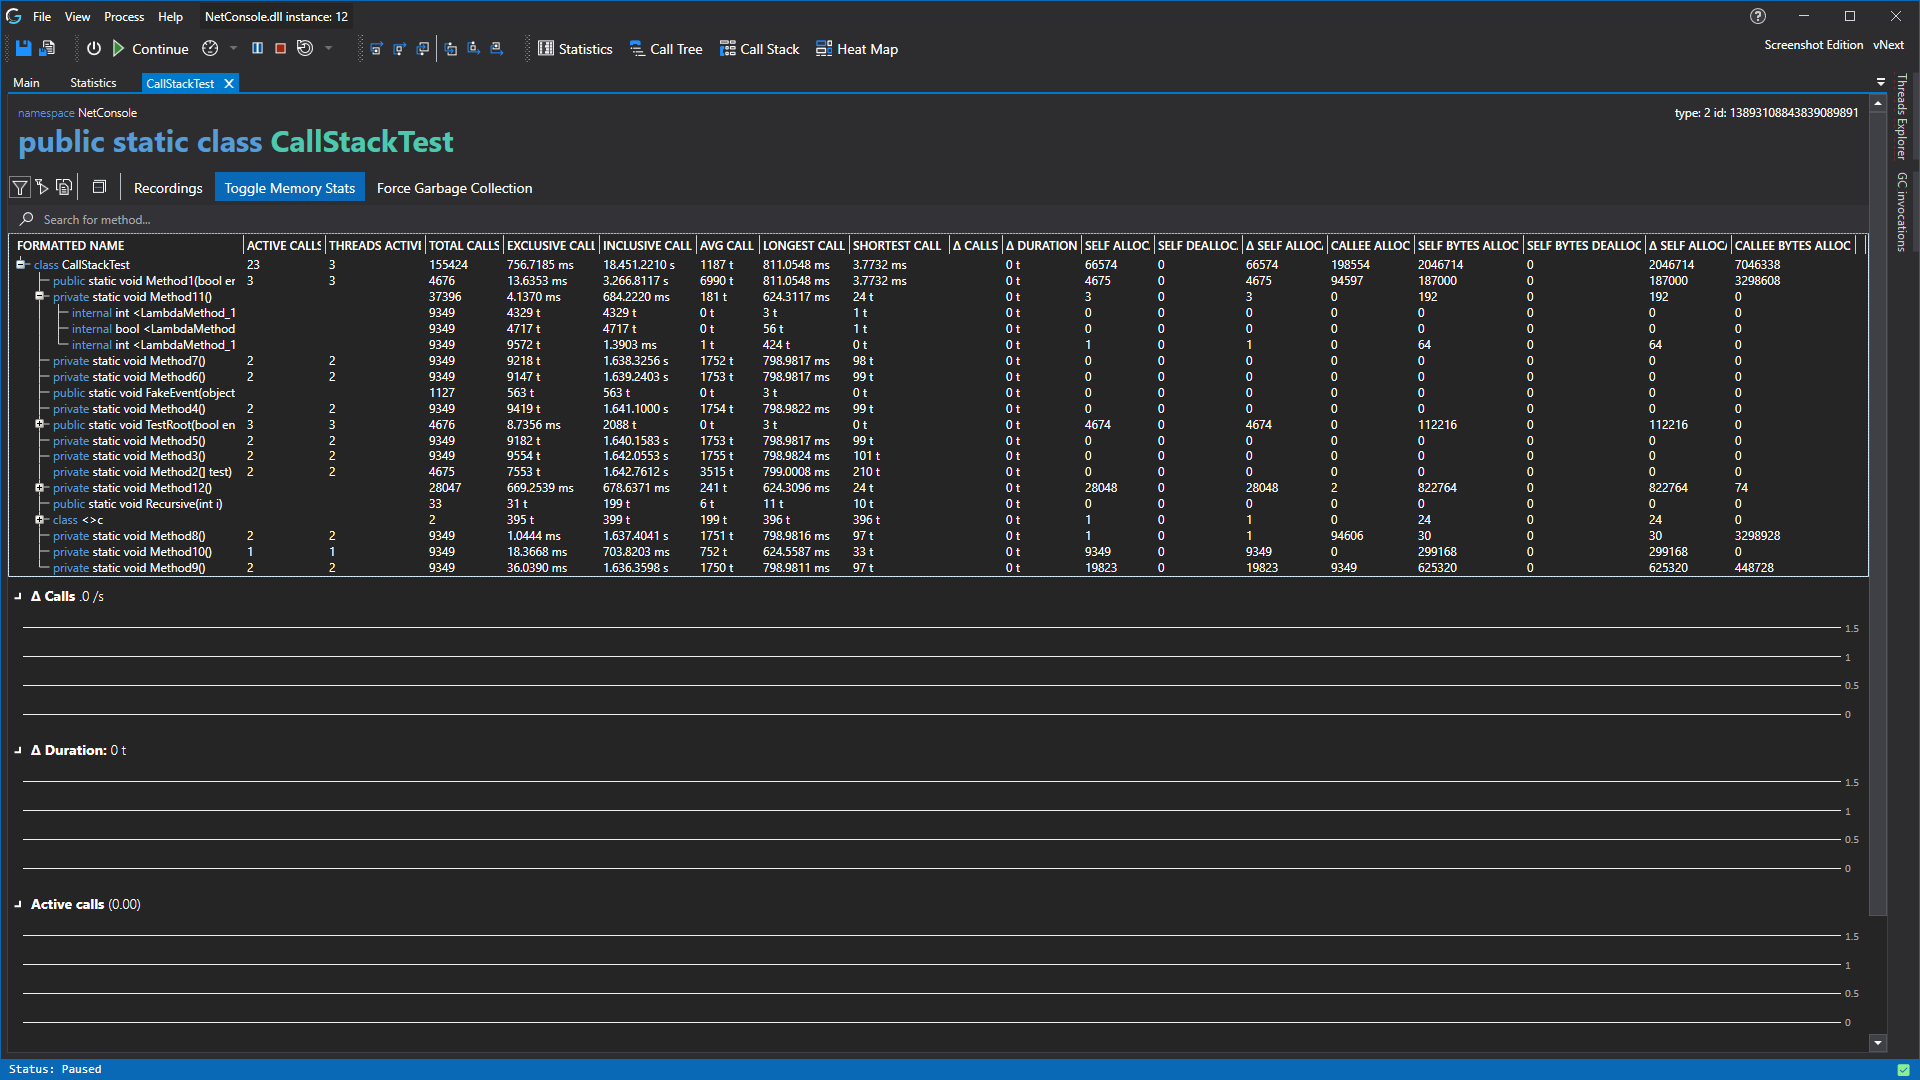 File View Process Help NetConsole.dll instance: 12
Continue Statistics Call Tree Call Stack Heat Map Screenshot Edition vNext
Main Statistics CallStackTest
Threads Explorer
GC invocations
namespace NetConsole type: 2 id: 13893108843839089891
public static class CallStackTest
Recordings Toggle Memory Stats Force Garbage Collection
Search for method...
FORMATTED NAME ACTIVE CALLS THREADS ACTIVE TOTAL CALLS EXCLUSIVE CALL INCLUSIVE CALL AVG CALL LONGEST CALL SHORTEST CALL Δ CALLS Δ DURATION SELF ALLOC. SELF DEALLOC. Δ SELF ALLOC. CALLEE ALLOC SELF BYTES ALLOC SELF BYTES DEALLOC Δ SELF ALLOCA CALLEE BYTES ALLOC
class CallStackTest 23 3 155424 756.7185 ms 18.451.2210 s 1187 t 811.0548 ms 3.7732 ms 0 t 66574 0 66574 198554 2046714 0 2046714 7046338
public static void Method1(bool er 3 3 4676 13.6353 ms 3.266.8117 s 6990 t 811.0548 ms 3.7732 ms 0 t 4675 0 4675 94597 187000 0 187000 3298608
private static void Method11() 37396 4.1370 ms 684.2220 ms 181 t 624.3117 ms 24 t 0 t 3 0 3 0 192 0 192 0
internal int <LambdaMethod_1 9349 4329 t 4329 t 0 t 3 t 1 t 0 t 0 0 0 0 0 0 0 0
internal bool <LambdaMethod 9349 4717 t 4717 t 0 t 56 t 1 t 0 t 0 0 0 0 0 0 0 0
internal int <LambdaMethod_1 9349 9572 t 1.3903 ms 1 t 424 t 0 t 0 t 1 0 1 0 64 0 64 0
private static void Method7() 2 2 9349 9218 t 1.638.3256 s 1752 t 798.9817 ms 98 t 0 t 0 0 0 0 0 0 0 0
private static void Method6() 2 2 9349 9147 t 1.639.2403 s 1753 t 798.9817 ms 99 t 0 t 0 0 0 0 0 0 0 0
public static void FakeEvent(object 1127 563 t 563 t 0 t 3 t 0 t 0 t 0 0 0 0 0 0 0 0
private static void Method4() 2 2 9349 9419 t 1.641.1000 s 1754 t 798.9822 ms 99 t 0 t 0 0 0 0 0 0 0 0
public static void TestRoot(bool en 3 3 4676 8.7356 ms 2088 t 0 t 3 t 0 t 0 t 4674 0 4674 0 112216 0 112216 0
private static void Method5() 2 2 9349 9182 t 1.640.1583 s 1753 t 798.9817 ms 99 t 0 t 0 0 0 0 0 0 0 0
private static void Method3() 2 2 9349 9554 t 1.642.0553 s 1755 t 798.9824 ms 101 t 0 t 0 0 0 0 0 0 0 0
private static void Method2(] test) 2 2 4675 7553 t 1.642.7612 s 3515 t 799.0008 ms 210 t 0 t 0 0 0 0 0 0 0 0
private static void Method12() 28047 669.2539 ms 678.6371 ms 241 t 624.3096 ms 24 t 0 t 28048 0 28048 2 822764 0 822764 74
public static void Recursive(int i) 33 31 t 199 t 6 t 11 t 10 t 0 t 0 0 0 0 0 0 0 0
class <>c 2 395 t 399 t 199 t 396 t 396 t 0 t 1 0 1 0 24 0 24 0
private static void Method8() 2 2 9349 1.0444 ms 1.637.4041 s 1751 t 798.9816 ms 97 t 0 t 1 0 1 94606 30 0 30 3298928
private static void Method10() 1 1 9349 18.3668 ms 703.8203 ms 752 t 624.5587 ms 33 t 0 t 9349 0 9349 0 299168 0 299168 0
private static void Method9() 2 2 9349 36.0390 ms 1.636.3598 s 1750 t 798.9811 ms 97 t 0 t 19823 0 19823 9349 625320 0 625320 448728
Δ Calls .0 /s
1.5
1
0.5
0
Δ Duration: 0 t
1.5
1
0.5
0
Active calls (0.00)
1.5
1
0.5
0
Status: Paused